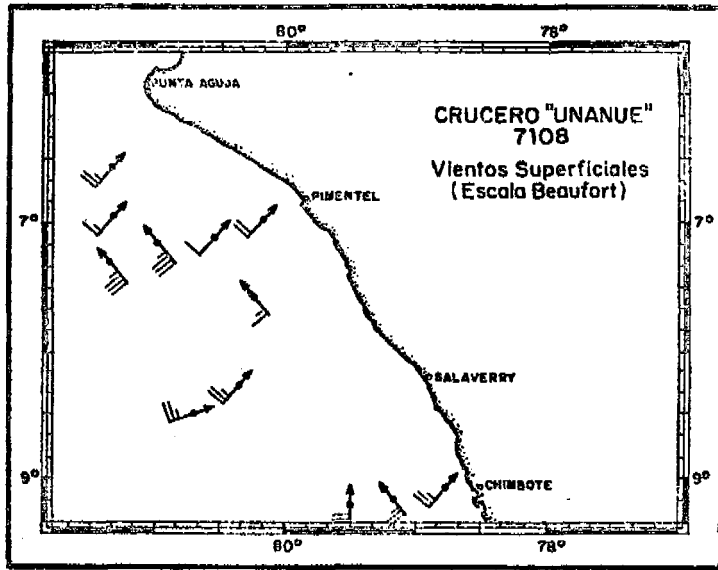 80° 78°
PUNTA AGUJA
CRUCERO "UNANUE"
7108
Vientos Superficiales
(Escala Beaufort)
PIMENTEL
7° 7°
SALAVERRY
9° 9°
CHIMBOTE
80° 78°